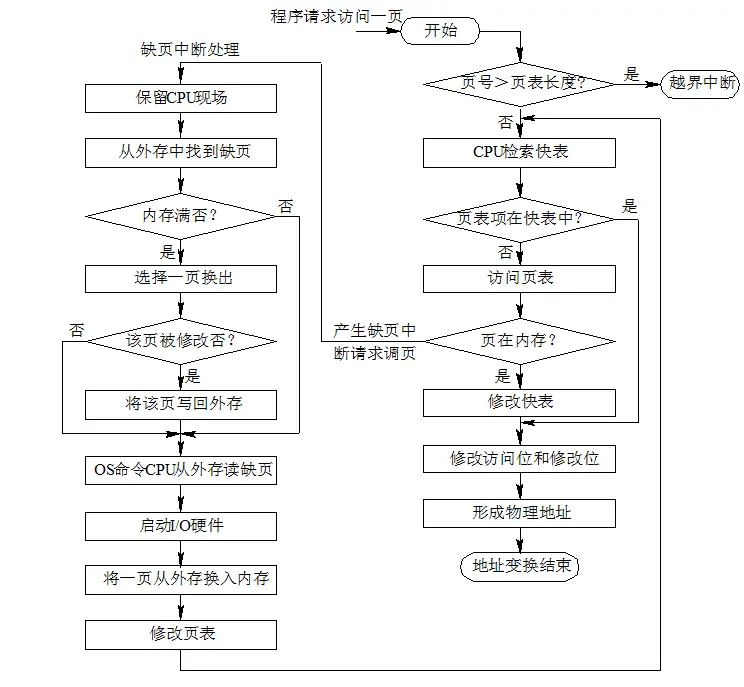 程序请求访问一页
开始
缺页中断处理
页号＞页表长度?
是
越界中断
保留CPU现场
否
从外存中找到缺页
CPU检索快表
内存满否？
否
页表项在快表中？
是
是
否
选择一页换出
访问页表
否
该页被修改否？
产生缺页中
断请求调页
页在内存？
是
是
将该页写回外存
修改快表
OS命令CPU从外存读缺页
修改访问位和修改位
启动I/O硬件
形成物理地址
将一页从外存换入内存
地址变换结束
修改页表